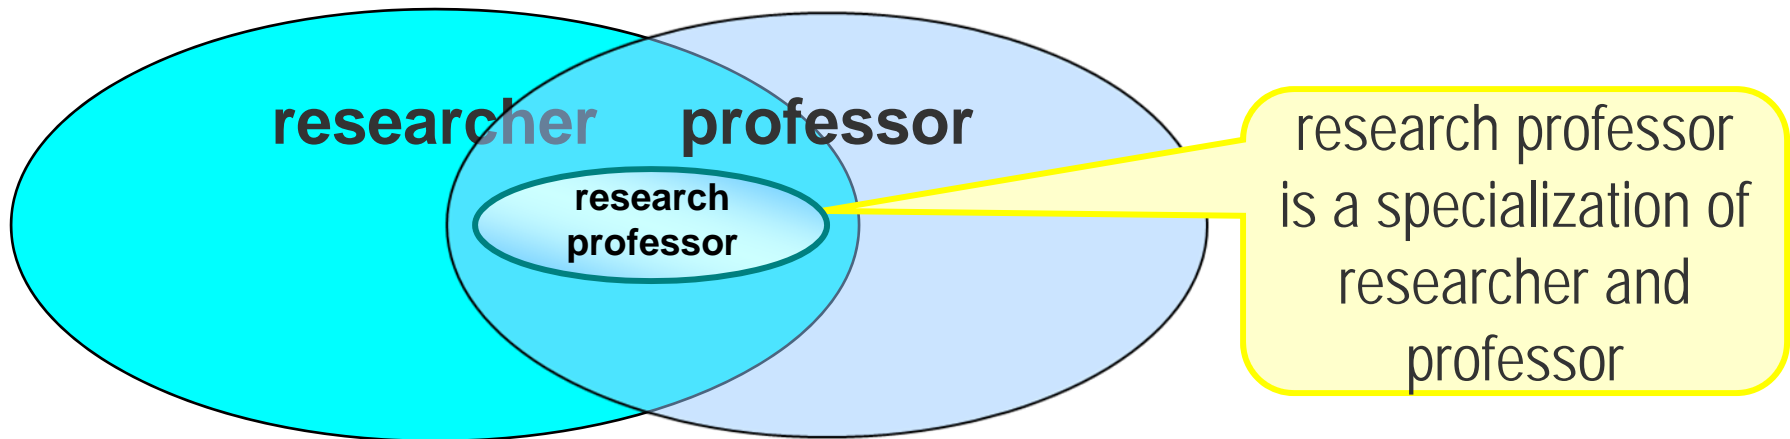 researcher
professor
research
professor
research professor
is a specialization of
researcher and
professor